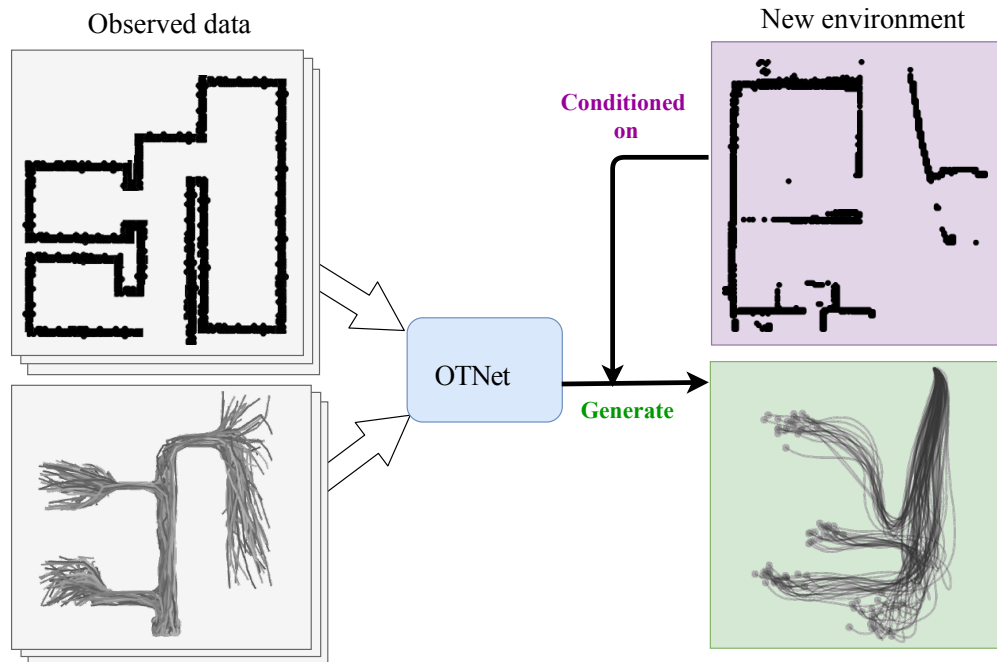 Observed data
New environment
Conditioned
on
OTNet
Generate